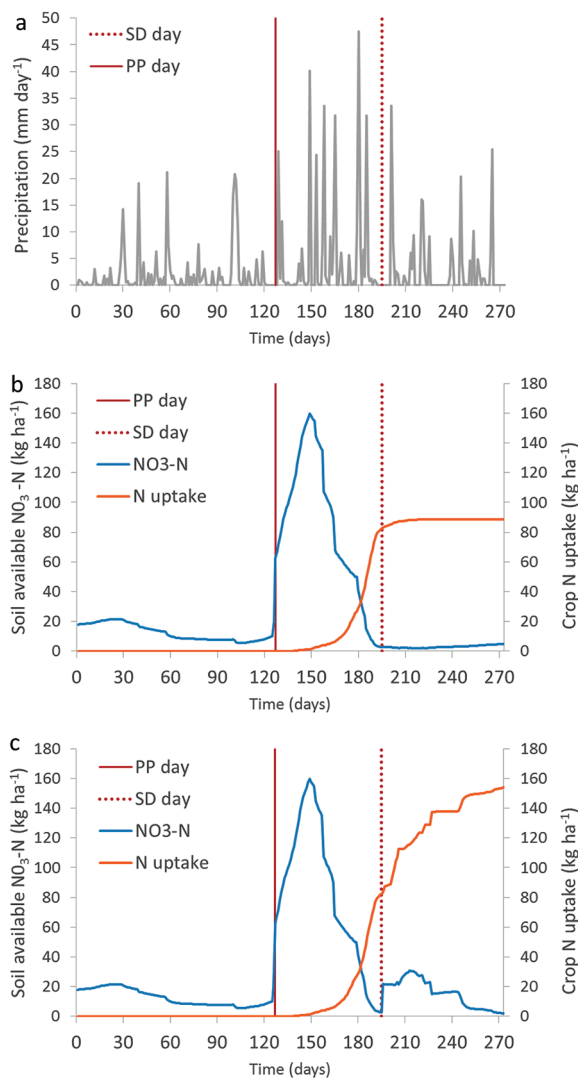 a
50
45
40
35
30
25
20
15
10
5
0
Precipitation (mm day⁻¹)
SD day
PP day
0 30 60 90 120 150 180 210 240 270
Time (days)
b
180
160
140
120
100
80
60
40
20
0
Soil available N0₃ -N (kg ha⁻¹)
PP day
SD day
NO3-N
N uptake
180
160
140
120
100
80
60
40
20
0
Crop N uptake (kg ha⁻¹)
0 30 60 90 120 150 180 210 240 270
Time (days)
c
180
160
140
120
100
80
60
40
20
0
Soil available N0₃-N (kg ha⁻¹)
PP day
SD day
NO3-N
N uptake
180
160
140
120
100
80
60
40
20
0
Crop N uptake (kg ha⁻¹)
0 30 60 90 120 150 180 210 240 270
Time (days)